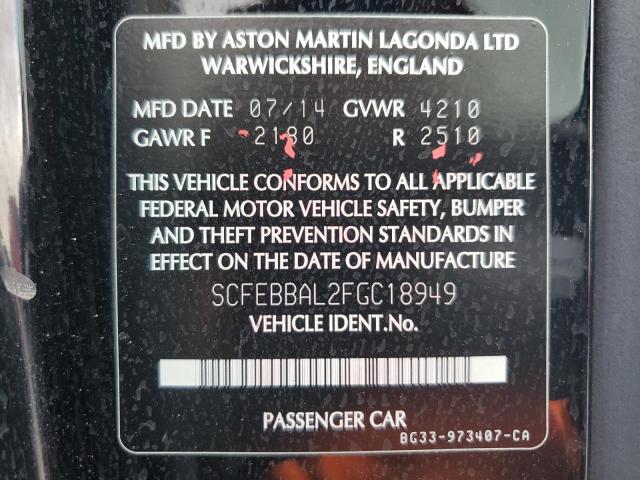 MFD BY ASTON MARTIN LAGONDA LTD
WARWICKSHIRE, ENGLAND
MFD DATE 07/14 GVWR 4210
GAWR F 2180 R 2510
THIS VEHICLE CONFORMS TO ALL APPLICABLE
FEDERAL MOTOR VEHICLE SAFETY, BUMPER
AND THEFT PREVENTION STANDARDS IN
EFFECT ON THE DATE OF MANUFACTURE
SCFEBBAL2FGC18949
VEHICLE IDENT.No.
PASSENGER CAR
BG33-973407-CA